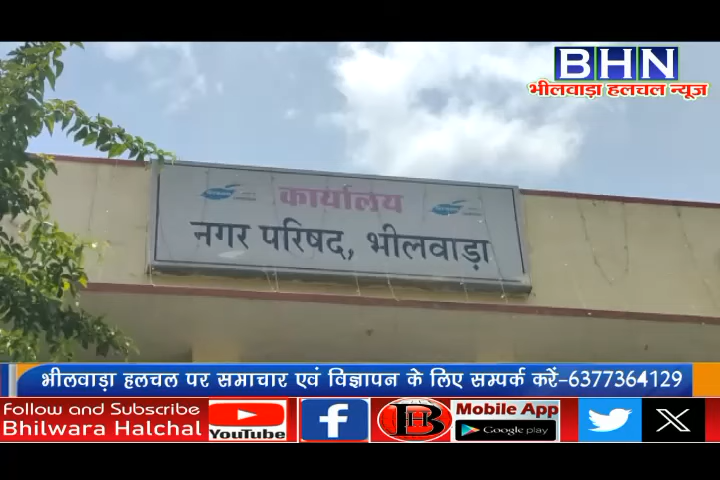 BHN
भीलवाड़ा हलचल न्यूज
कार्यालय
नगर परिषद, भीलवाड़ा
भीलवाड़ा हलचल पर समाचार एवं विज्ञापन के लिए सम्पर्क करें-6377364129
Follow and Subscribe
Bhilwara Halchal
YouTube
BH
Mobile App
Google play